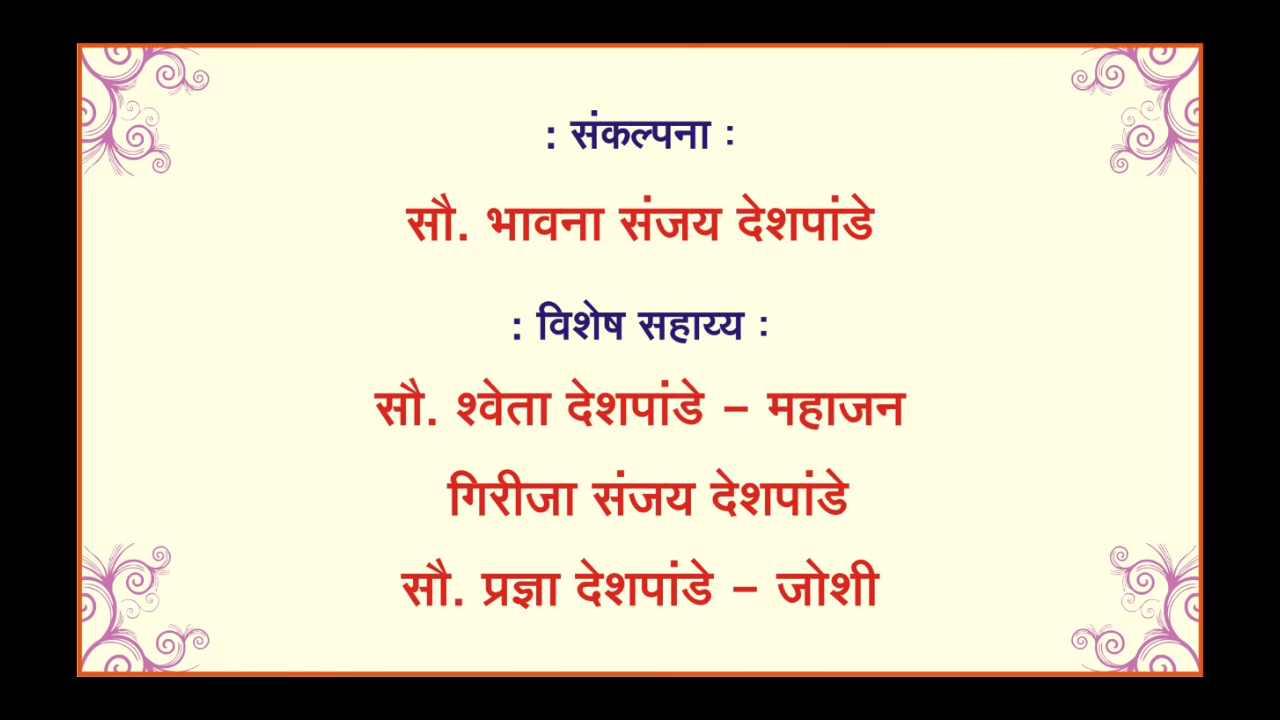 : संकल्पना :
सौ. भावना संजय देशपांडे
: विशेष सहाय्य :
सौ. श्वेता देशपांडे – महाजन
गिरीजा संजय देशपांडे
सौ. प्रज्ञा देशपांडे – जोशी